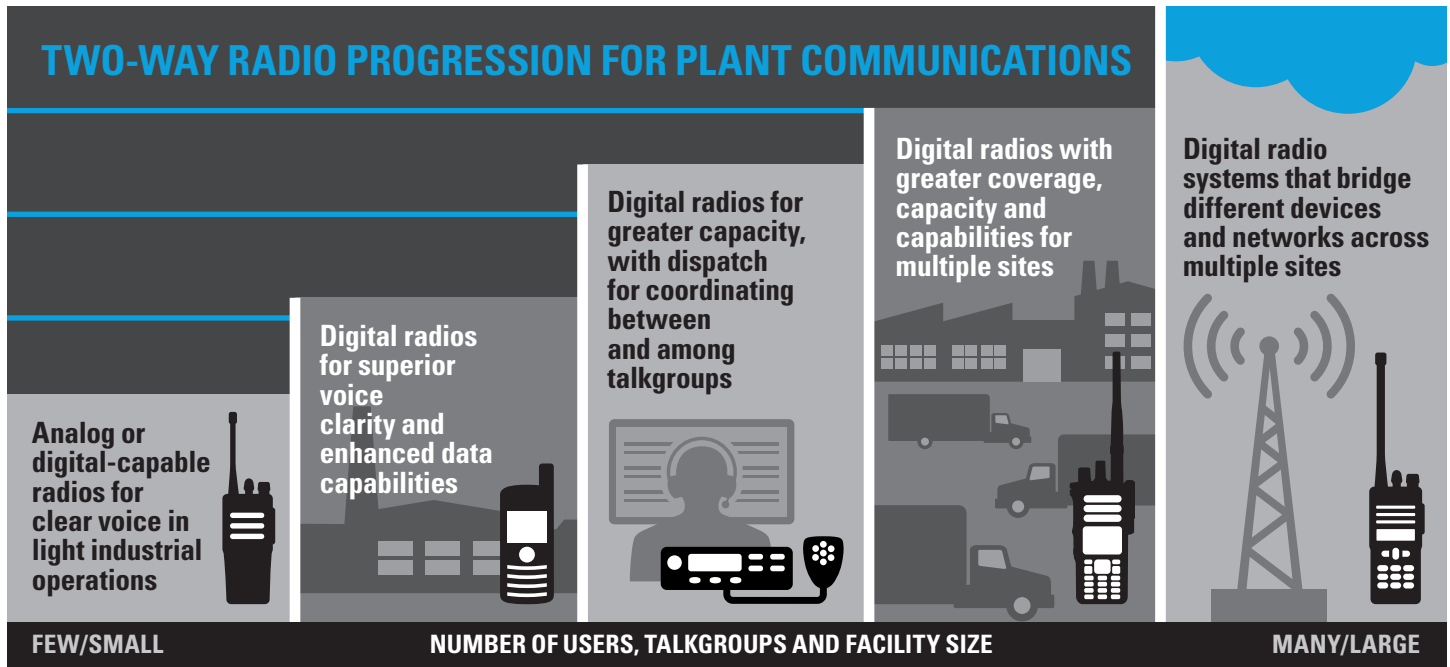 TWO-WAY RADIO PROGRESSION FOR PLANT COMMUNICATIONS
Analog or
digital-capable
radios for
clear voice in
light industrial
operations
Digital radios
for superior
voice
clarity and
enhanced data
capabilities
Digital radios for
greater capacity,
with dispatch
for coordinating
between
and among
talkgroups
Digital radios with
greater coverage,
capacity and
capabilities for
multiple sites
Digital radio
systems that bridge
different devices
and networks across
multiple sites
FEW/SMALL
NUMBER OF USERS, TALKGROUPS AND FACILITY SIZE
MANY/LARGE